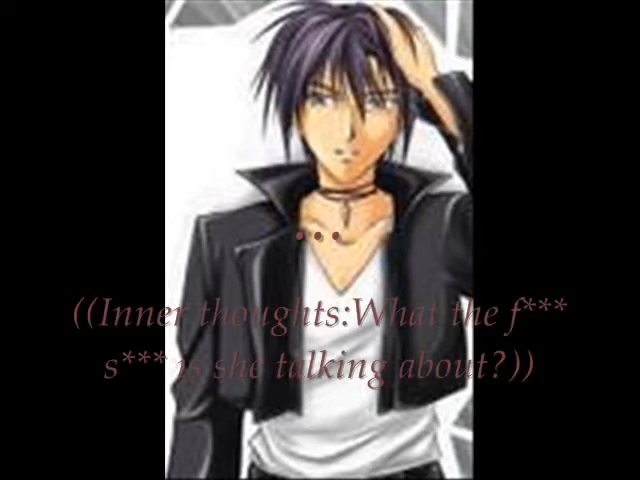 ...
((Inner thoughts:What the f***
s*** is she talking about?))